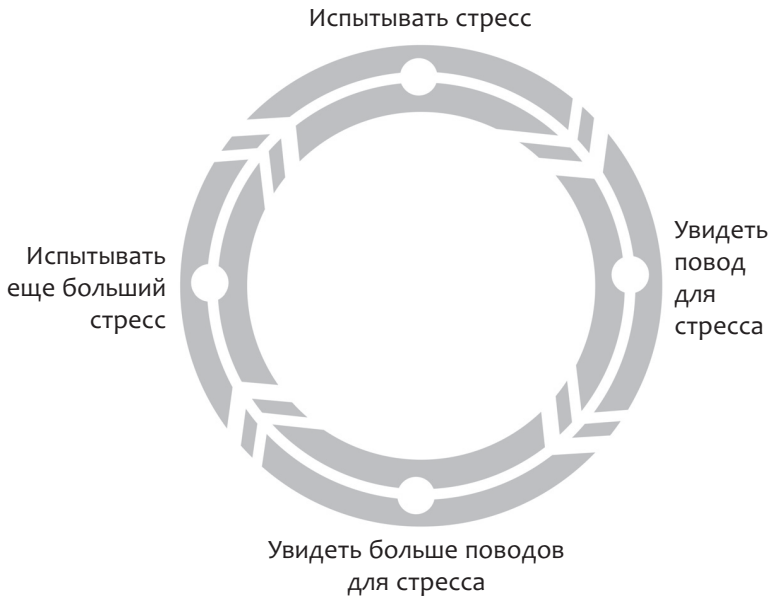 Испытывать стресс
Увидеть
повод
для
стресса
Испытывать
еще больший
стресс
Увидеть больше поводов
для стресса